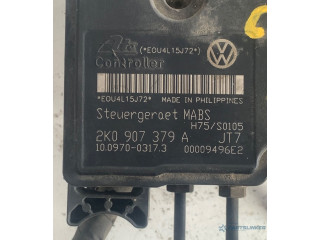 Ate (*E0U4L15J72*)
Controller
*E0U4L15J72* MADE IN PHILIPPINES
Steuergeraet MABS
H75/S0105
2K0 907 379 A JT7
10.0970-0317.3 00009496E2